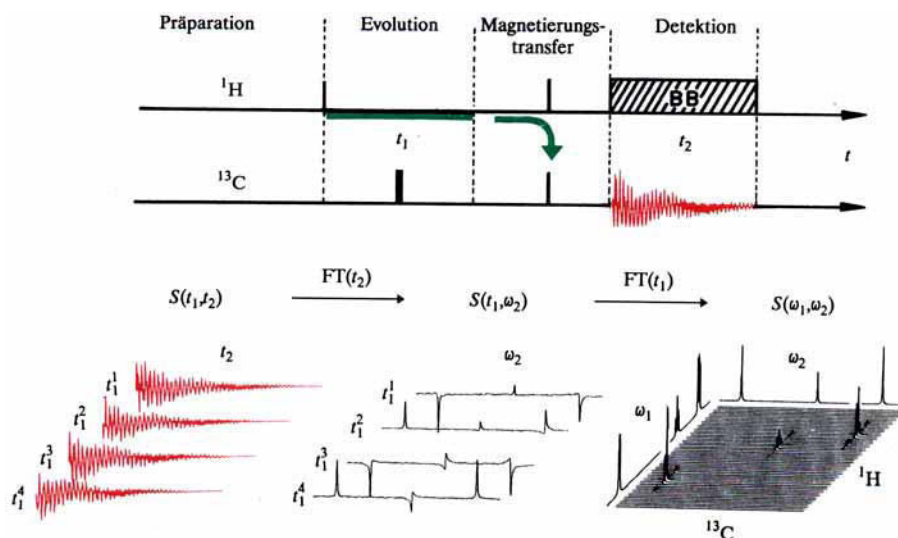 Präparation Evolution Magnetierungs-
transfer Detektion
¹H BB
t₁ t₂ t
¹³C
S(t₁,t₂) FT(t₂) S(t₁,ω₂) FT(t₁) S(ω₁,ω₂)
t₂ ω₂ ω₂
t₁¹ t₁¹
t₁² t₁² ω₁
t₁³ t₁³
t₁⁴ t₁⁴ ¹H
¹³C